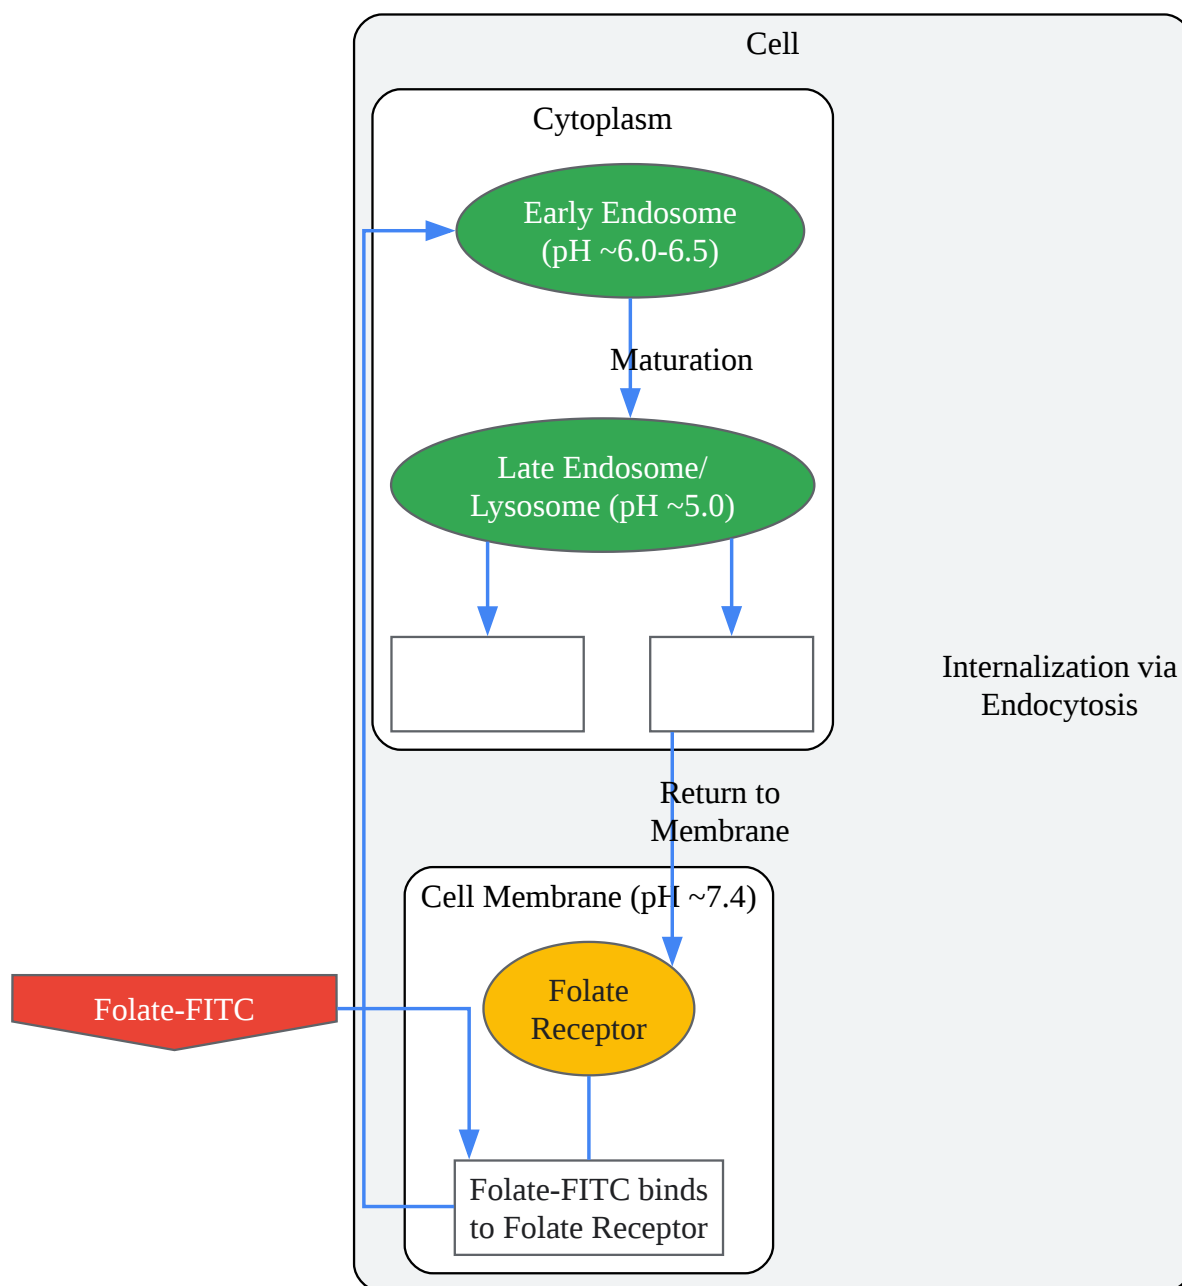 Cell
Cytoplasm
Early Endosome
(pH ~6.0-6.5)
Maturation
Late Endosome/
Lysosome (pH ~5.0)
Internalization via
Endocytosis
Return to
Membrane
Cell Membrane (pH ~7.4)
Folate
Receptor
Folate-FITC
Folate-FITC binds
to Folate Receptor